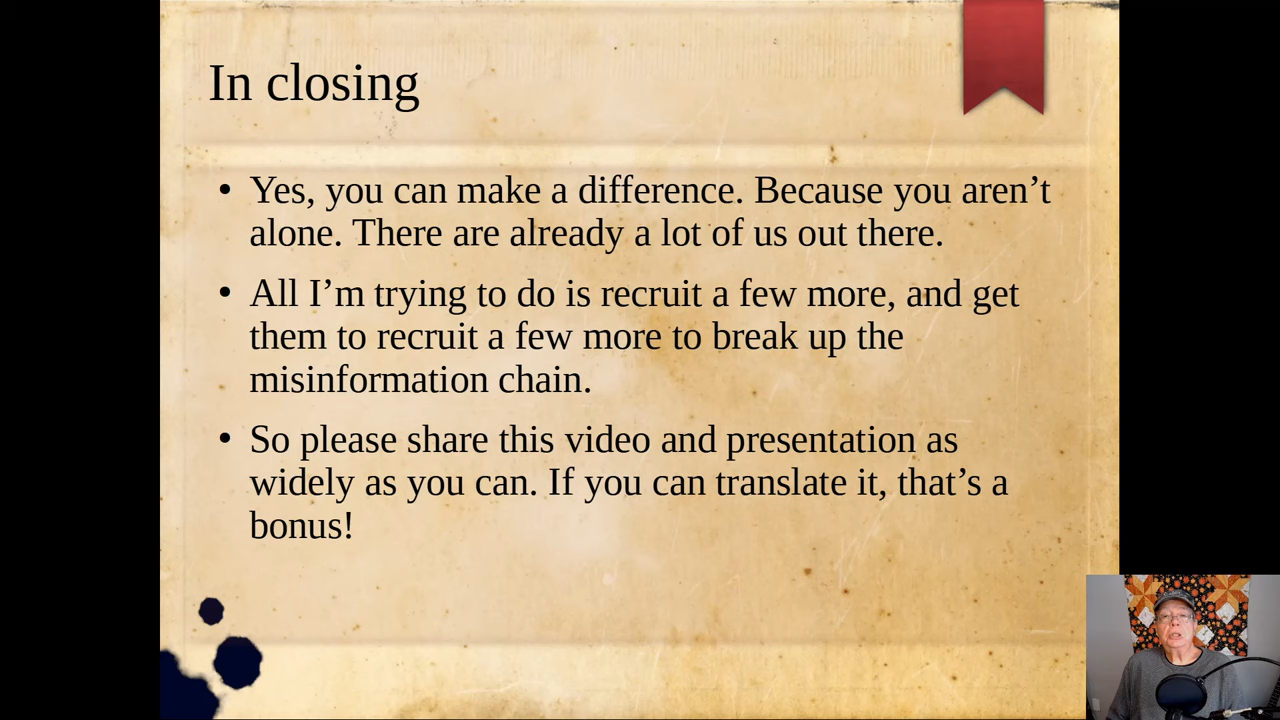 In closing
• Yes, you can make a difference. Because you aren’t
alone. There are already a lot of us out there.
• All I’m trying to do is recruit a few more, and get
them to recruit a few more to break up the
misinformation chain.
• So please share this video and presentation as
widely as you can. If you can translate it, that’s a
bonus!